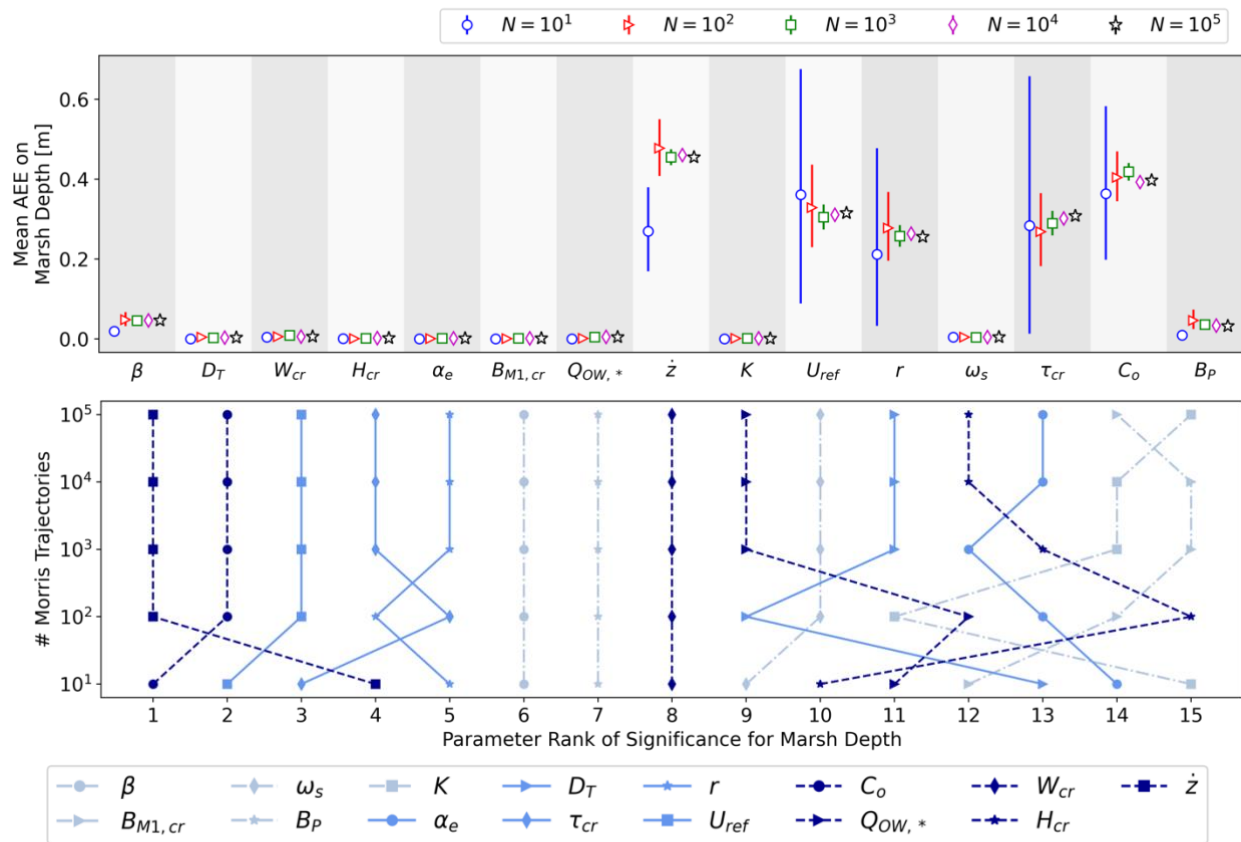 N = 10¹ N = 10² N = 10³ N = 10⁴ N = 10⁵
Mean AEE on
Marsh Depth [m]
0.6
0.4
0.2
0.0
β D_T W_cr H_cr α_e B_M1,cr Q_OW,* ż K U_ref r ω_s τ_cr C_o B_P
# Morris Trajectories
10⁵
10⁴
10³
10²
10¹
1 2 3 4 5 6 7 8 9 10 11 12 13 14 15
Parameter Rank of Significance for Marsh Depth
β ω_s K D_T r C_o W_cr ż
B_M1,cr B_P α_e τ_cr U_ref Q_OW,* H_cr